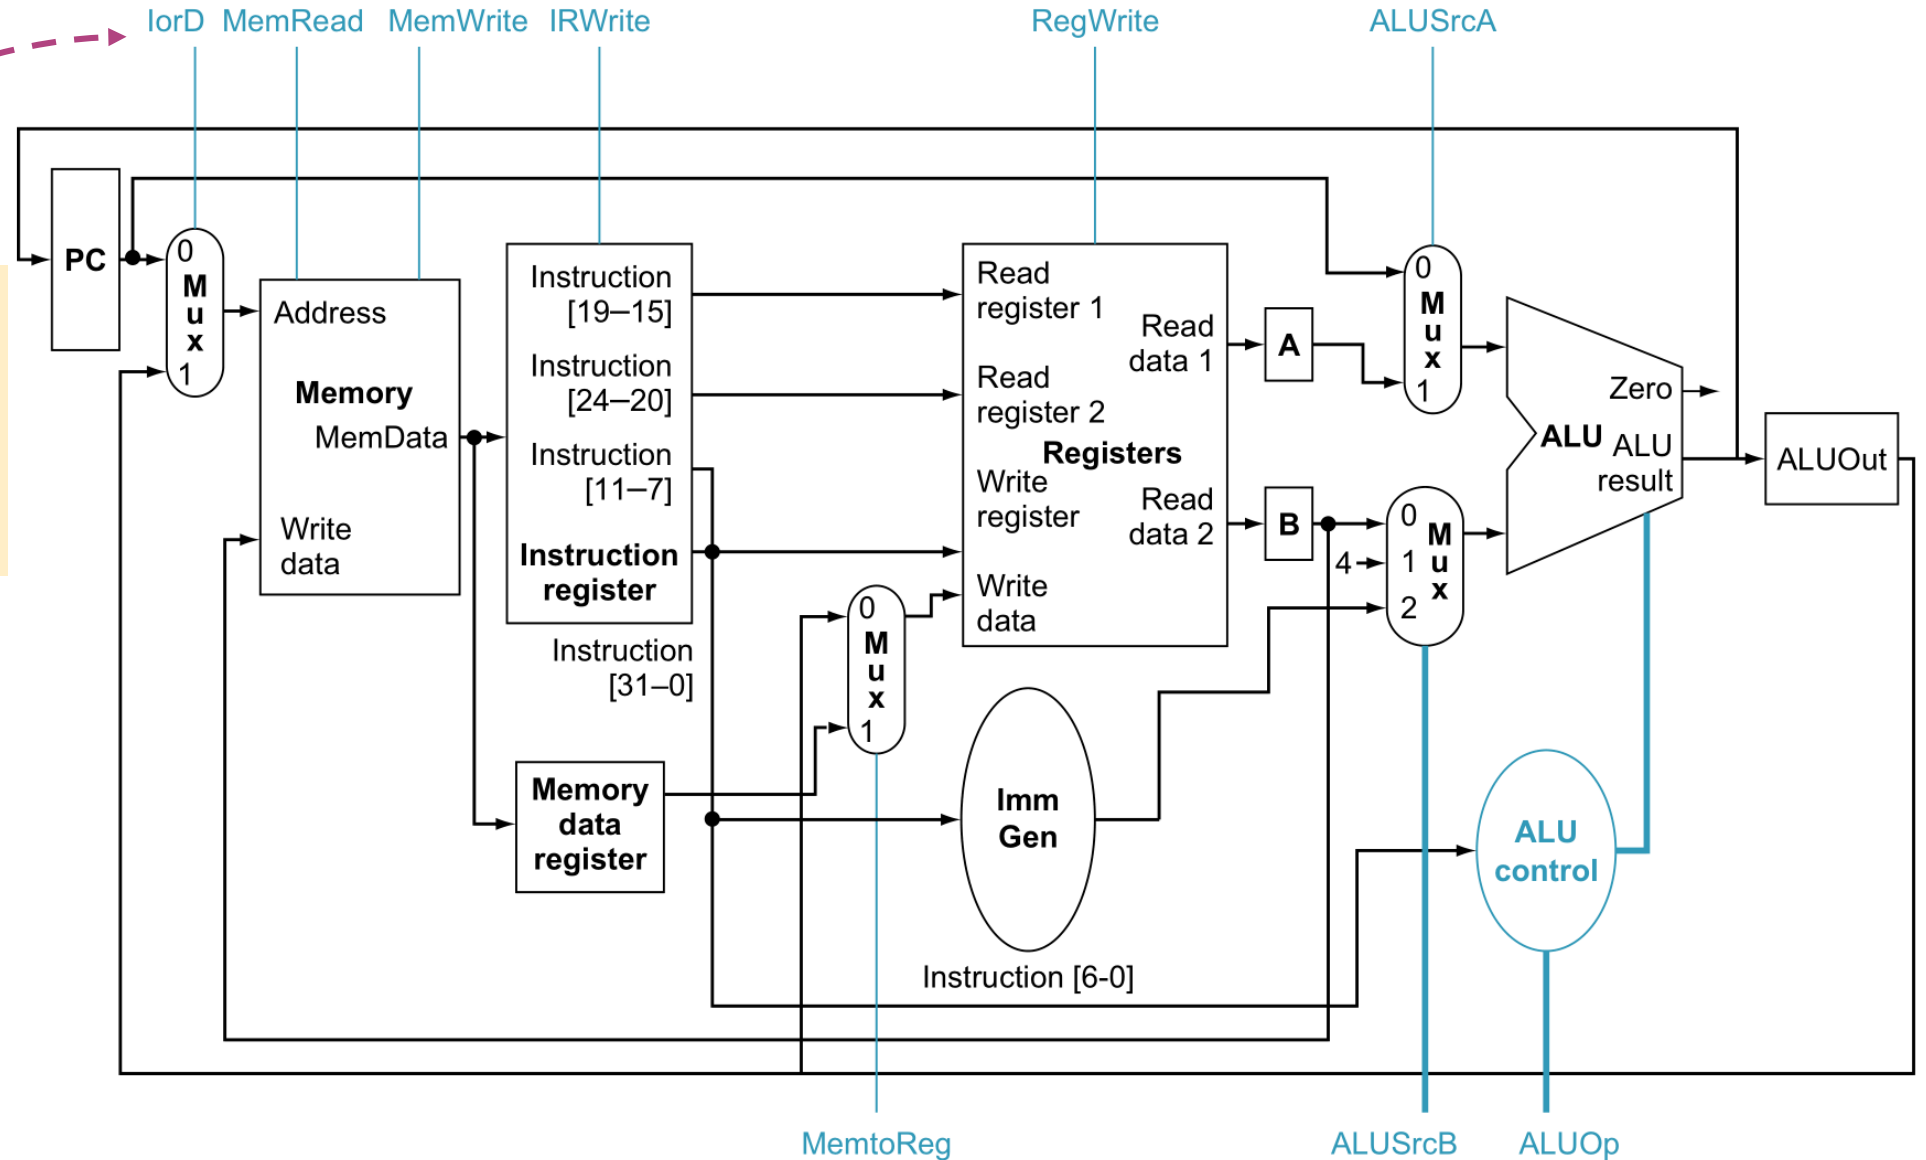 IorD MemRead MemWrite IRWrite RegWrite ALUSrcA
PC
0
M
u
x
1
Address
Memory
MemData
Write
data
Instruction
[19–15]
Instruction
[24–20]
Instruction
[11–7]
Instruction
register
Instruction
[31–0]
Memory
data
register
0
M
u
x
1
Read
register 1
Read
register 2
Registers
Write
register
Write
data
Read
data 1
Read
data 2
Imm
Gen
Instruction [6-0]
A
B
4
0
M
u
x
1
0
1
2
M
u
x
Zero
ALU
ALU
result
ALUOut
ALU
control
MemtoReg ALUSrcB ALUOp